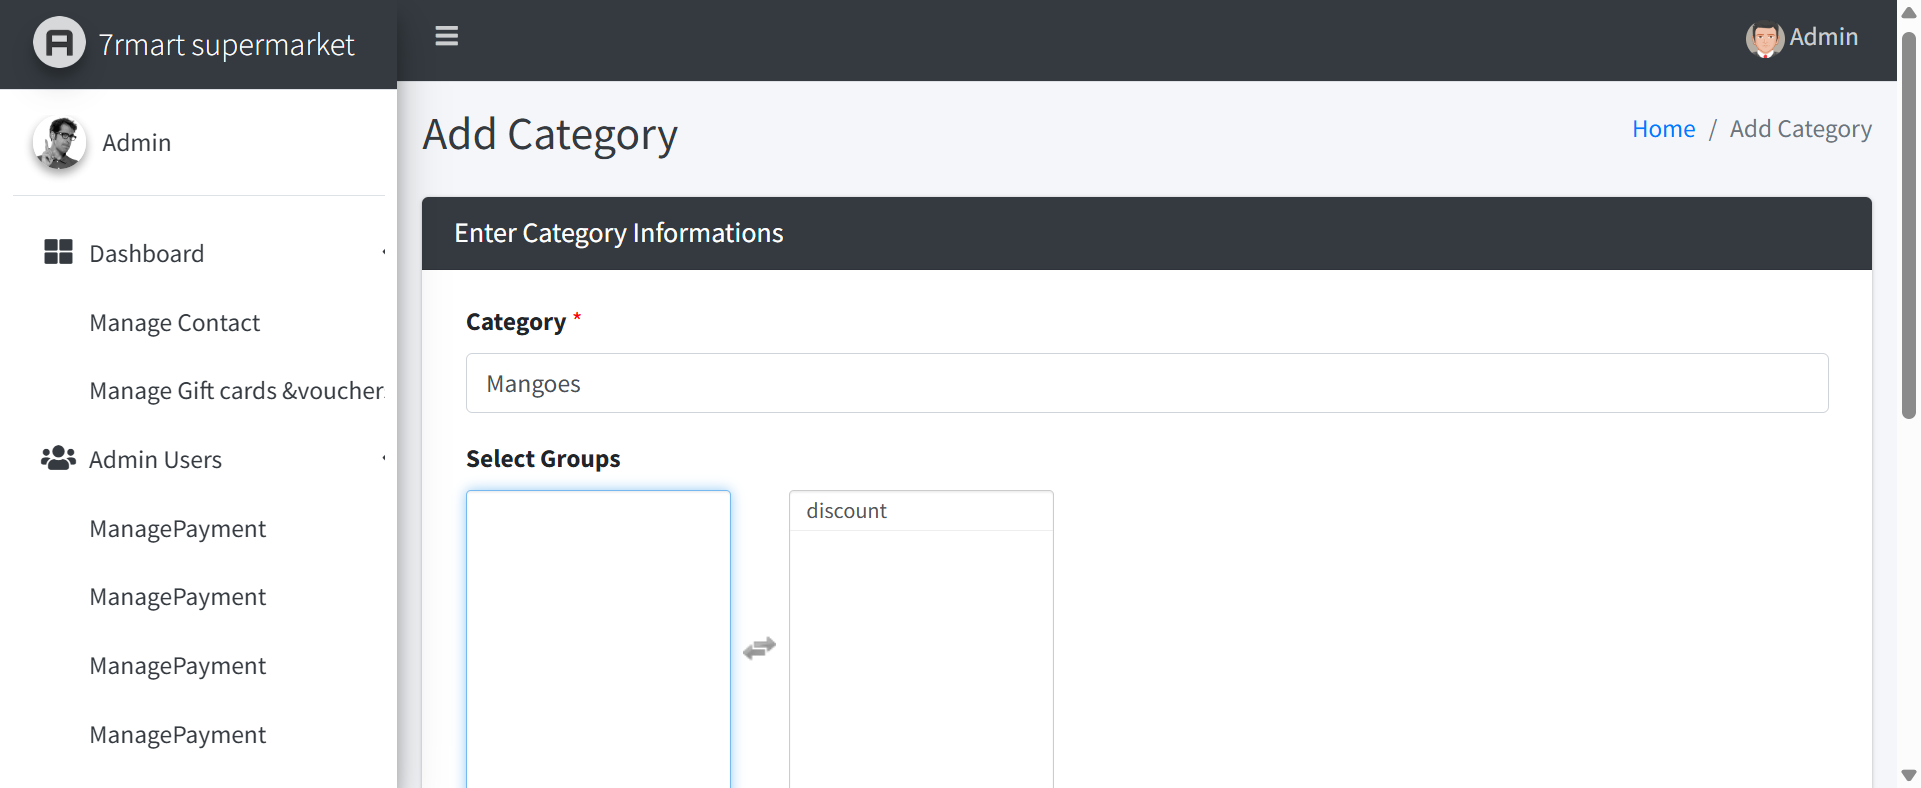 7rmart supermarket
Admin
Admin
Add Category
Home / Add Category
Dashboard
Manage Contact
Manage Gift cards &voucher
Admin Users
ManagePayment
ManagePayment
ManagePayment
ManagePayment
Enter Category Informations
Category *
Mangoes
Select Groups
discount